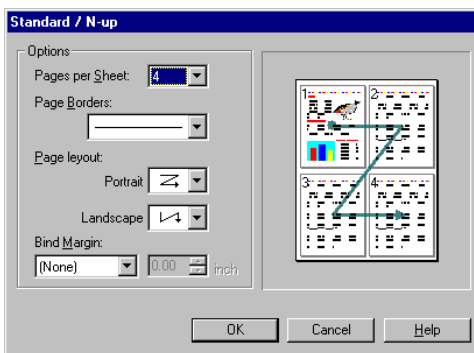 Standard / N-up
Options
Pages per Sheet:
4
Page Borders:
Page leyout:
Portrait
Landscape
Bind Margin:
(None)
0.00
inch
1
2
3
4
OK
Cancel
Help